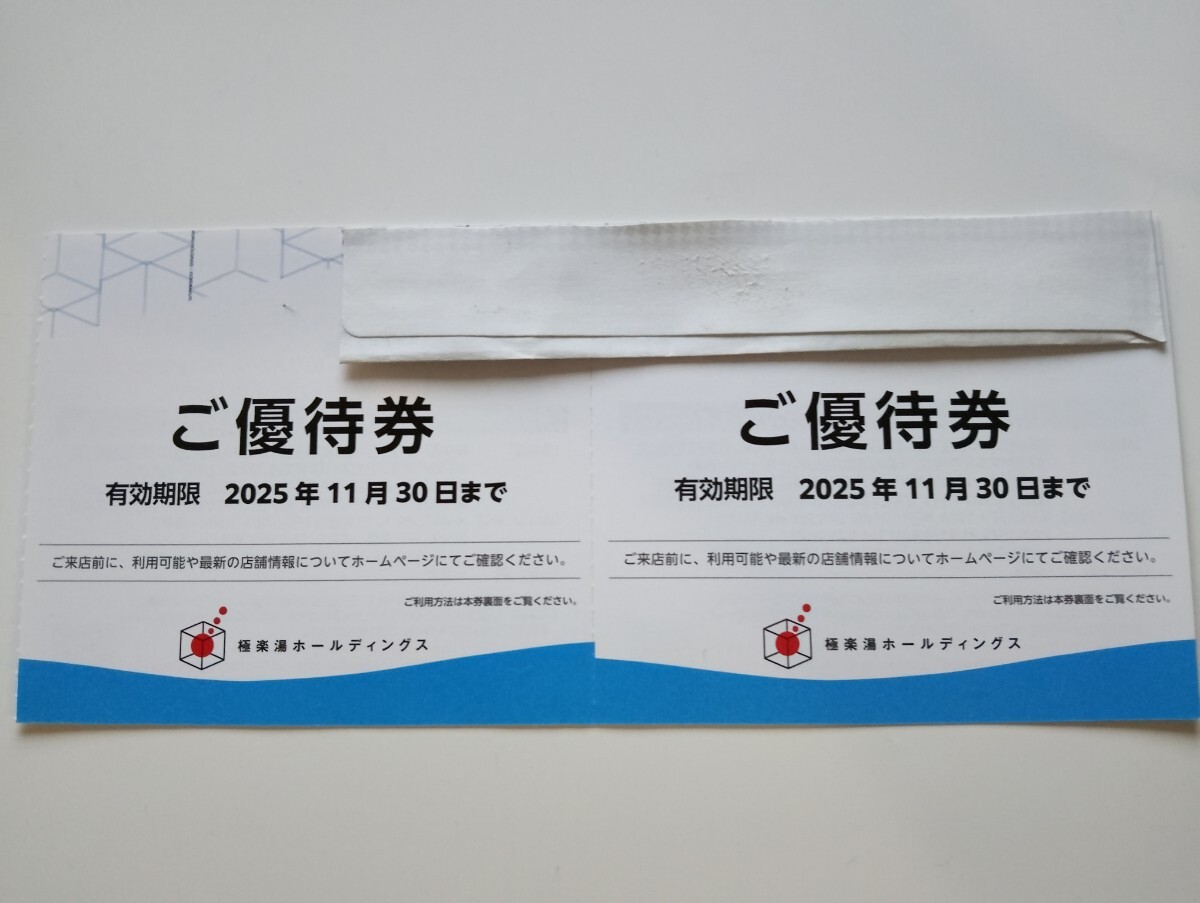 ご優待券
有効期限 2025年11月30日まで
ご来店前に、利用可能や最新の店舗情報についてホームページにてご確認ください。
ご利用方法は本券裏面をご覧ください。
極楽湯ホールディングス
ご優待券
有効期限 2025年11月30日まで
ご来店前に、利用可能や最新の店舗情報についてホームページにてご確認ください。
ご利用方法は本券裏面をご覧ください。
極楽湯ホールディングス